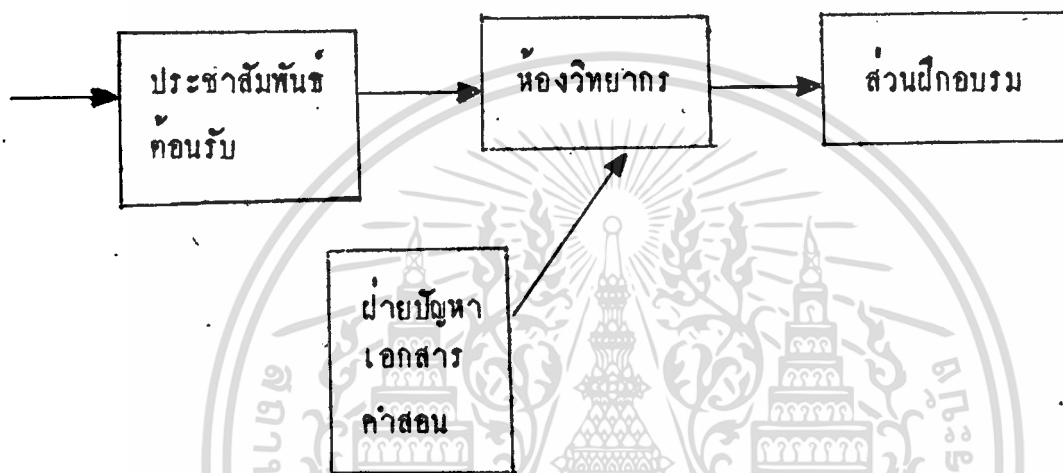 ประชาสัมพันธ์
ต้อนรับ
ห้องวิทยากร
ส่วนฝึกอบรม
ฝ่ายปัญหา
เอกสาร
คำสอน